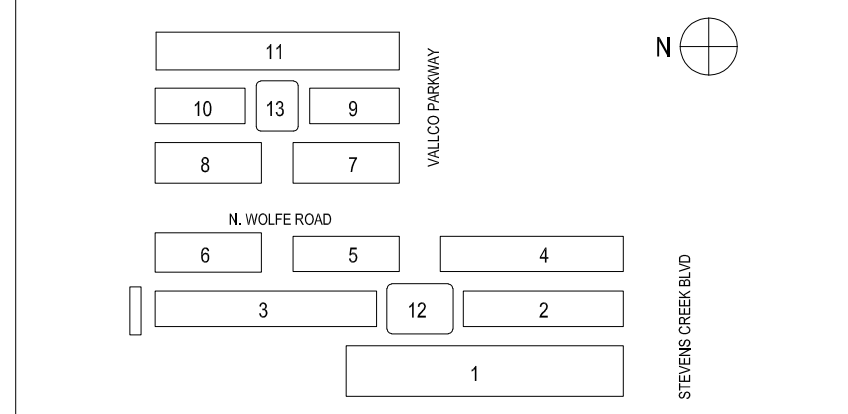 11
N
10 13 9
VALLCO PARKWAY
8 7
N. WOLFE ROAD
6 5 4
3 12 2
STEVENS CREEK BLVD
1